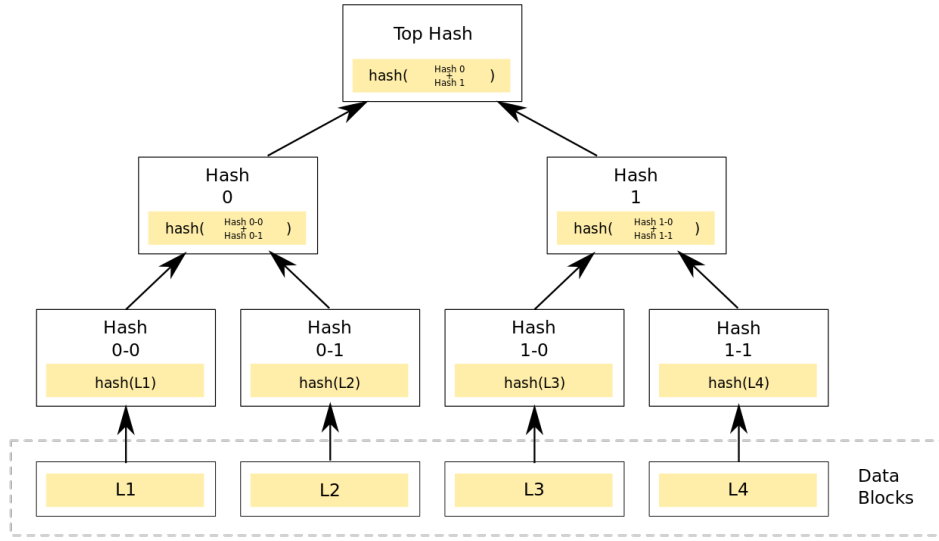 Top Hash
hash( Hash 0 + Hash 1 )
Hash
0
hash( Hash 0-0 + Hash 0-1 )
Hash
1
hash( Hash 1-0 + Hash 1-1 )
Hash
0-0
hash(L1)
Hash
0-1
hash(L2)
Hash
1-0
hash(L3)
Hash
1-1
hash(L4)
L1
L2
L3
L4
Data
Blocks